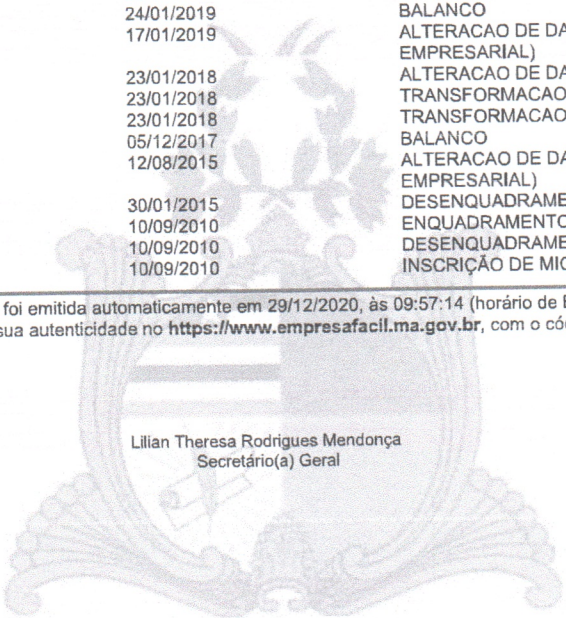 24/01/2019 BALANCO
17/01/2019 ALTERACAO DE DA
EMPRESARIAL)
23/01/2018 ALTERACAO DE DA
23/01/2018 TRANSFORMACAO
23/01/2018 TRANSFORMACAO
05/12/2017 BALANCO
12/08/2015 ALTERACAO DE DA
EMPRESARIAL)
30/01/2015 DESENQUADRAME
10/09/2010 ENQUADRAMENTO
10/09/2010 DESENQUADRAME
10/09/2010 INSCRIÇÃO DE MIC
foi emitida automaticamente em 29/12/2020, às 09:57:14 (horário de B
sua autenticidade no https://www.empresafacil.ma.gov.br, com o có
Lilian Theresa Rodrigues Mendonça
Secretário(a) Geral